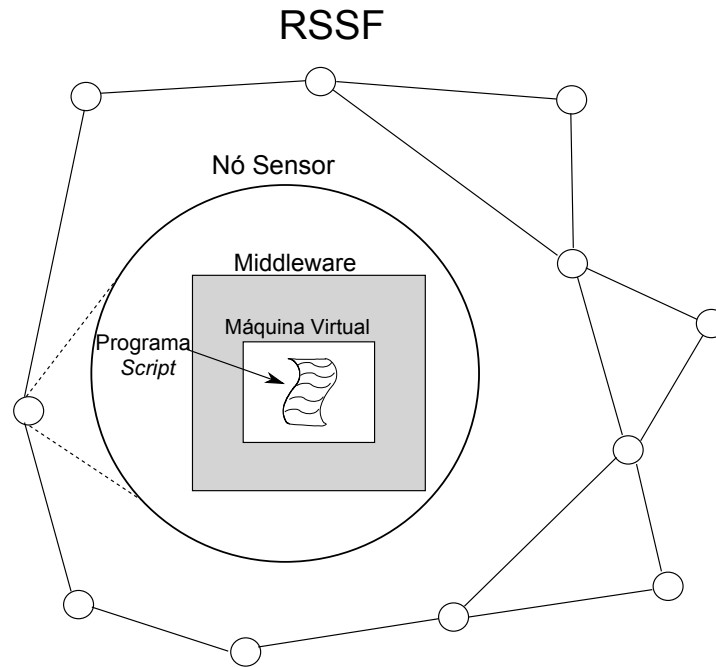 RSSF
Nó Sensor
Middleware
Máquina Virtual
Programa
Script